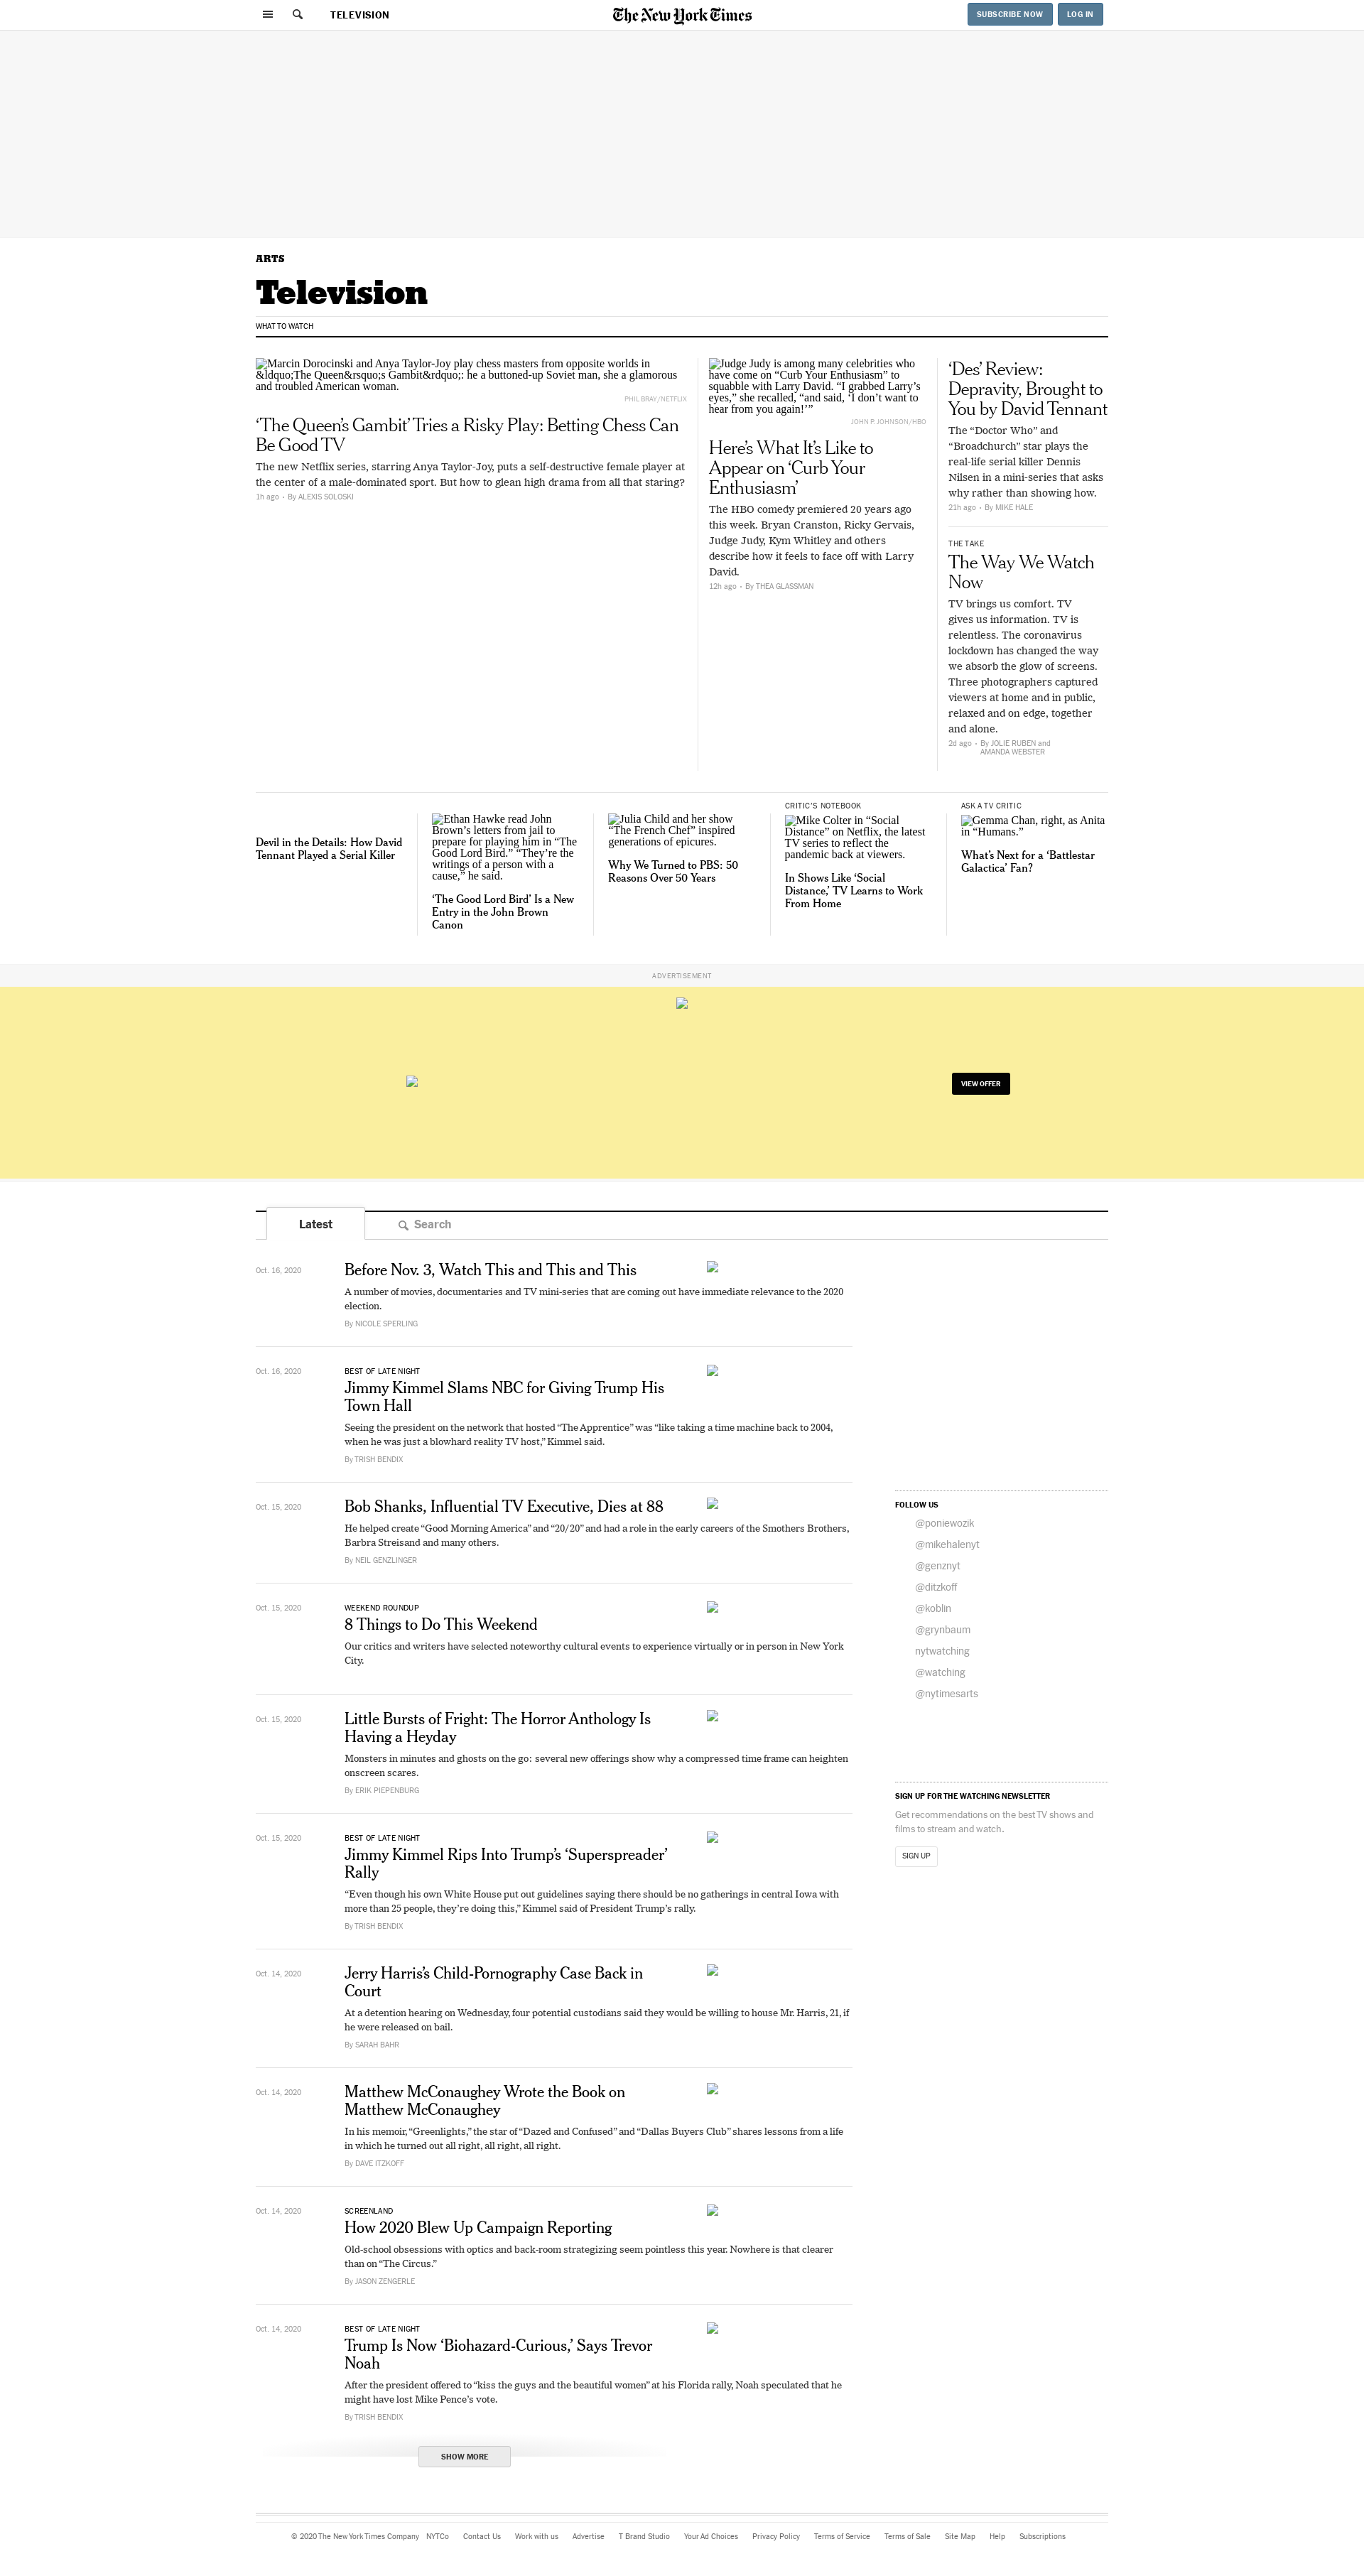 TELEVISION
The New York Times
SUBSCRIBE NOW
LOG IN
ARTS
Television
WHAT TO WATCH
Marcin Dorocinski and Anya Taylor-Joy play chess masters from opposite worlds in
&ldquo;The Queen&rsquo;s Gambit&rdquo;: he a buttoned-up Soviet man, she a glamorous
and troubled American woman.
PHIL BRAY/NETFLIX
‘The Queen’s Gambit’ Tries a Risky Play: Betting Chess Can
Be Good TV
The new Netflix series, starring Anya Taylor-Joy, puts a self-destructive female player at
the center of a male-dominated sport. But how to glean high drama from all that staring?
1h ago • By ALEXIS SOLOSKI
Judge Judy is among many celebrities who
have come on “Curb Your Enthusiasm” to
squabble with Larry David. “I grabbed Larry’s
eyes,” she recalled, “and said, ‘I don’t want to
hear from you again!’”
JOHN P. JOHNSON/HBO
Here’s What It’s Like to
Appear on ‘Curb Your
Enthusiasm’
The HBO comedy premiered 20 years ago
this week. Bryan Cranston, Ricky Gervais,
Judge Judy, Kym Whitley and others
describe how it feels to face off with Larry
David.
12h ago • By THEA GLASSMAN
‘Des’ Review:
Depravity, Brought to
You by David Tennant
The “Doctor Who” and
“Broadchurch” star plays the
real-life serial killer Dennis
Nilsen in a mini-series that asks
why rather than showing how.
21h ago • By MIKE HALE
THE TAKE
The Way We Watch
Now
TV brings us comfort. TV
gives us information. TV is
relentless. The coronavirus
lockdown has changed the way
we absorb the glow of screens.
Three photographers captured
viewers at home and in public,
relaxed and on edge, together
and alone.
2d ago • By JOLIE RUBEN and
AMANDA WEBSTER
Devil in the Details: How David
Tennant Played a Serial Killer
Ethan Hawke read John
Brown’s letters from jail to
prepare for playing him in “The
Good Lord Bird.” “They’re the
writings of a person with a
cause,” he said.
‘The Good Lord Bird’ Is a New
Entry in the John Brown
Canon
Julia Child and her show
“The French Chef” inspired
generations of epicures.
Why We Turned to PBS: 50
Reasons Over 50 Years
CRITIC’S NOTEBOOK
Mike Colter in “Social
Distance” on Netflix, the latest
TV series to reflect the
pandemic back at viewers.
In Shows Like ‘Social
Distance,’ TV Learns to Work
From Home
ASK A TV CRITIC
Gemma Chan, right, as Anita
in “Humans.”
What’s Next for a ‘Battlestar
Galactica’ Fan?
ADVERTISEMENT
VIEW OFFER
Latest
Search
Oct. 16, 2020
Before Nov. 3, Watch This and This and This
A number of movies, documentaries and TV mini-series that are coming out have immediate relevance to the 2020
election.
By NICOLE SPERLING
Oct. 16, 2020
BEST OF LATE NIGHT
Jimmy Kimmel Slams NBC for Giving Trump His
Town Hall
Seeing the president on the network that hosted “The Apprentice” was “like taking a time machine back to 2004,
when he was just a blowhard reality TV host,” Kimmel said.
By TRISH BENDIX
Oct. 15, 2020
Bob Shanks, Influential TV Executive, Dies at 88
He helped create “Good Morning America” and “20/20” and had a role in the early careers of the Smothers Brothers,
Barbra Streisand and many others.
By NEIL GENZLINGER
Oct. 15, 2020
WEEKEND ROUNDUP
8 Things to Do This Weekend
Our critics and writers have selected noteworthy cultural events to experience virtually or in person in New York
City.
Oct. 15, 2020
Little Bursts of Fright: The Horror Anthology Is
Having a Heyday
Monsters in minutes and ghosts on the go: several new offerings show why a compressed time frame can heighten
onscreen scares.
By ERIK PIEPENBURG
Oct. 15, 2020
BEST OF LATE NIGHT
Jimmy Kimmel Rips Into Trump’s ‘Superspreader’
Rally
“Even though his own White House put out guidelines saying there should be no gatherings in central Iowa with
more than 25 people, they’re doing this,” Kimmel said of President Trump’s rally.
By TRISH BENDIX
Oct. 14, 2020
Jerry Harris’s Child-Pornography Case Back in
Court
At a detention hearing on Wednesday, four potential custodians said they would be willing to house Mr. Harris, 21, if
he were released on bail.
By SARAH BAHR
Oct. 14, 2020
Matthew McConaughey Wrote the Book on
Matthew McConaughey
In his memoir, “Greenlights,” the star of “Dazed and Confused” and “Dallas Buyers Club” shares lessons from a life
in which he turned out all right, all right, all right.
By DAVE ITZKOFF
Oct. 14, 2020
SCREENLAND
How 2020 Blew Up Campaign Reporting
Old-school obsessions with optics and back-room strategizing seem pointless this year. Nowhere is that clearer
than on “The Circus.”
By JASON ZENGERLE
Oct. 14, 2020
BEST OF LATE NIGHT
Trump Is Now ‘Biohazard-Curious,’ Says Trevor
Noah
After the president offered to “kiss the guys and the beautiful women” at his Florida rally, Noah speculated that he
might have lost Mike Pence’s vote.
By TRISH BENDIX
SHOW MORE
FOLLOW US
@poniewozik
@mikehalenyt
@genznyt
@ditzkoff
@koblin
@grynbaum
nytwatching
@watching
@nytimesarts
SIGN UP FOR THE WATCHING NEWSLETTER
Get recommendations on the best TV shows and
films to stream and watch.
SIGN UP
© 2020 The New York Times Company NYTCo Contact Us Work with us Advertise T Brand Studio Your Ad Choices Privacy Policy Terms of Service Terms of Sale Site Map Help Subscriptions